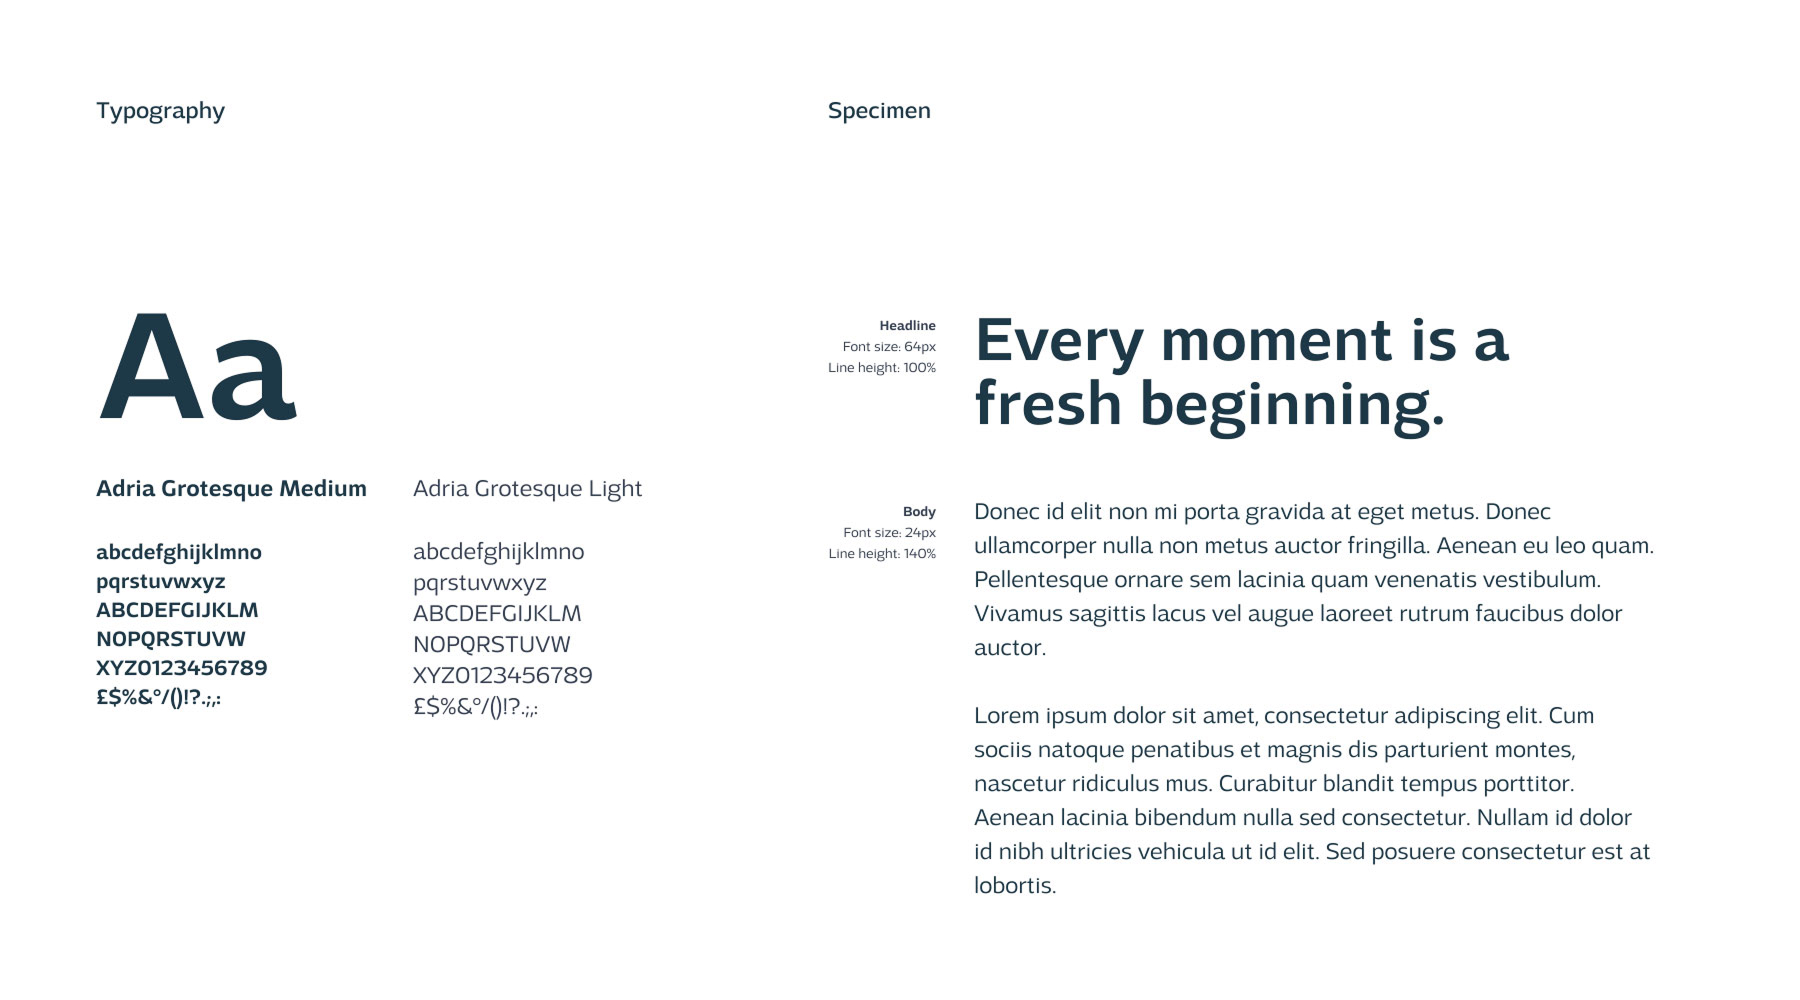 Typography
Aa
Adria Grotesque Medium
abcdefghijklmno
pqrstuvwxyz
ABCDEFGIJKLM
NOPQRSTUVW
XYZ0123456789
£$%&°/()!?.;,:
Adria Grotesque Light
abcdefghijklmno
pqrstuvwxyz
ABCDEFGIJKLM
NOPQRSTUVW
XYZ0123456789
£$%&°/()!?.;,:
Specimen
Headline
Font size: 64px
Line height: 100%
Every moment is a
fresh beginning.
Body
Font size: 24px
Line height: 140%
Donec id elit non mi porta gravida at eget metus. Donec
ullamcorper nulla non metus auctor fringilla. Aenean eu leo quam.
Pellentesque ornare sem lacinia quam venenatis vestibulum.
Vivamus sagittis lacus vel augue laoreet rutrum faucibus dolor
auctor.
Lorem ipsum dolor sit amet, consectetur adipiscing elit. Cum
sociis natoque penatibus et magnis dis parturient montes,
nascetur ridiculus mus. Curabitur blandit tempus porttitor.
Aenean lacinia bibendum nulla sed consectetur. Nullam id dolor
id nibh ultricies vehicula ut id elit. Sed posuere consectetur est at
lobortis.